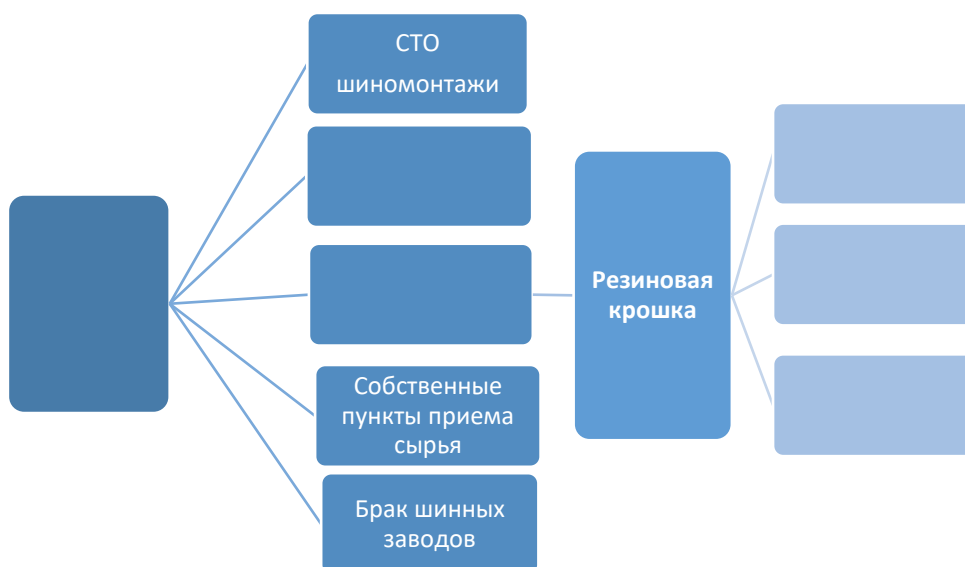 СТО
шиномонтажи
Резиновая
крошка
Собственные
пункты приема
сырья
Брак шинных
заводов